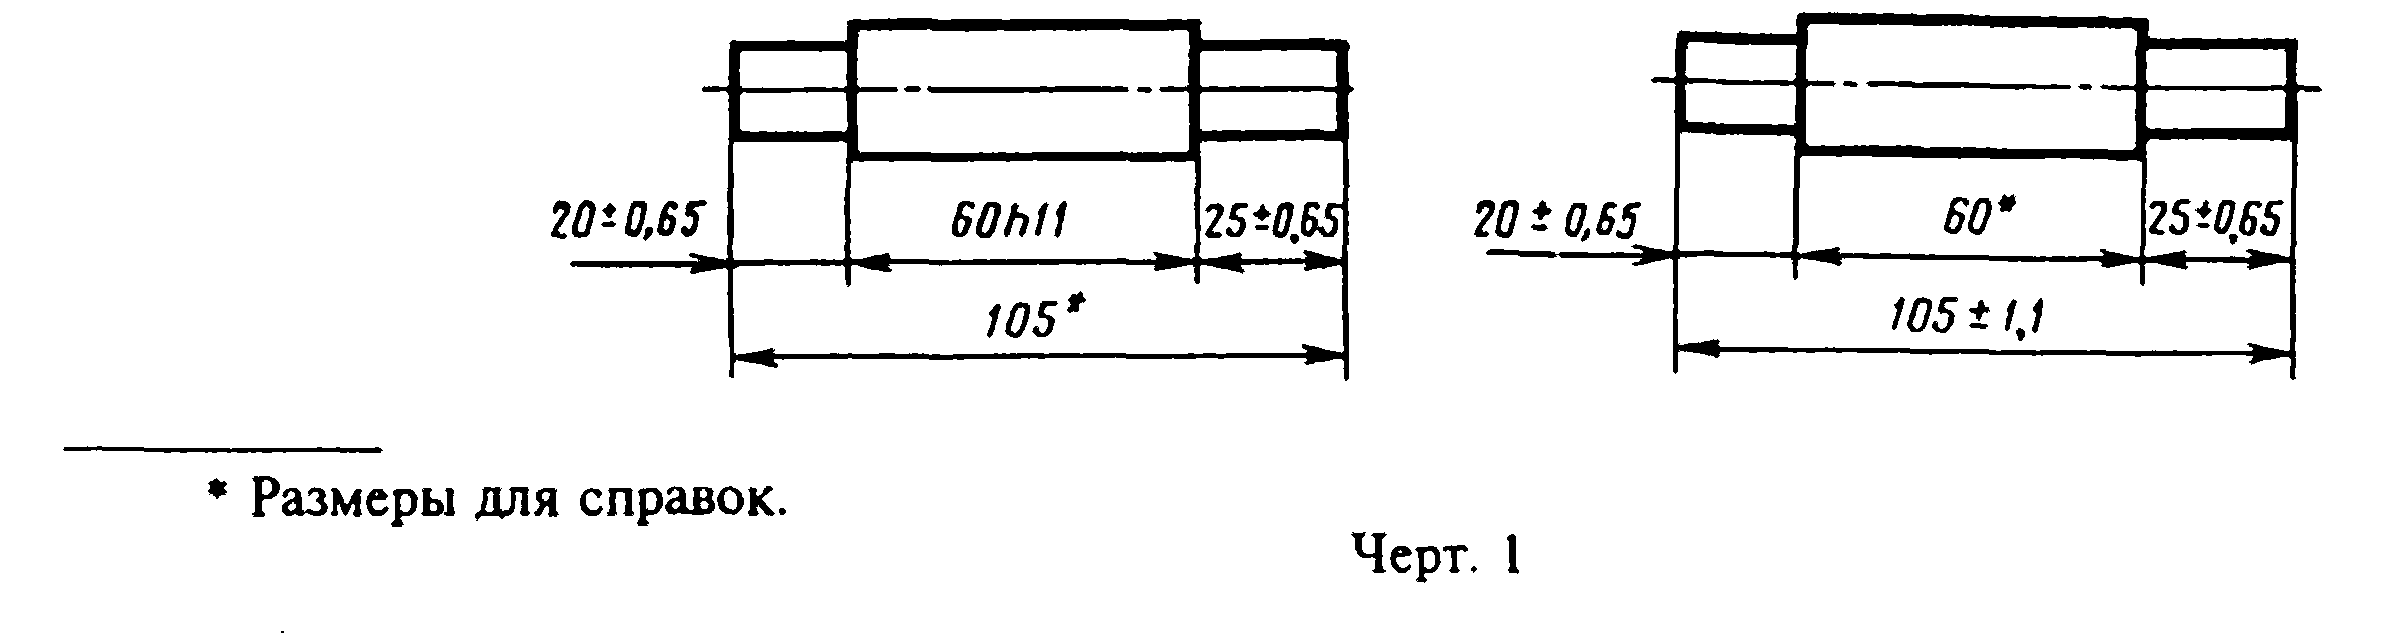 20±0,65 60h11 25±0,65 20±0,65 60* 25±0,65
105* 105±1,1
* Размеры для справок.
Черт. 1